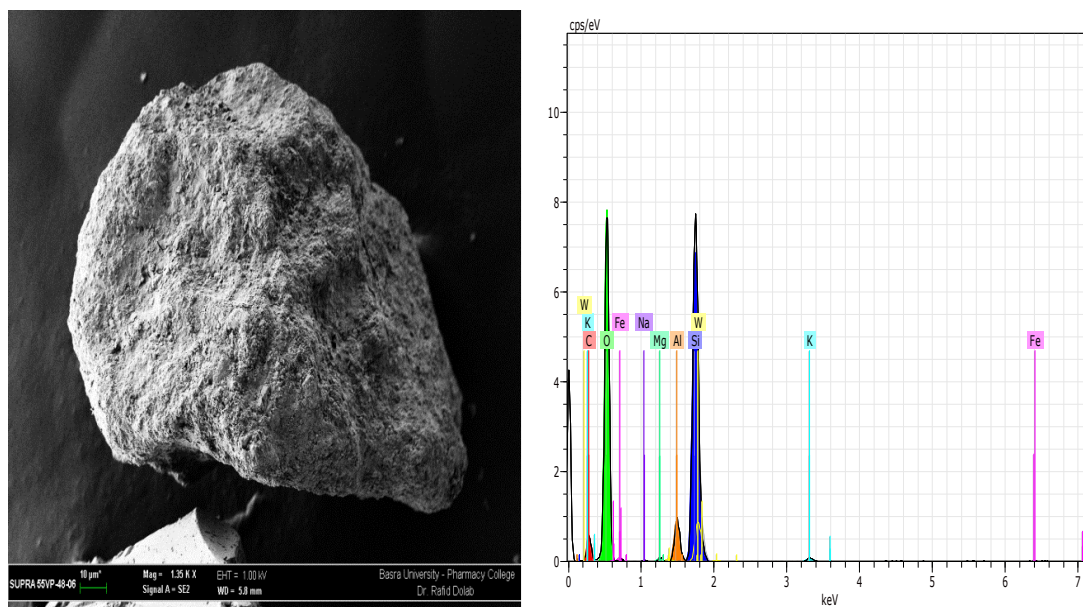 SUPRA 55VP-48-06
10 µm*
Mag = 1.35 K X
EHT = 1.00 kV
Signal A = SE2
WD = 5.8 mm
Basra University - Pharmacy College
Dr. Rafid Dolab
cps/eV
10
8
6
4
2
0
W
K Fe Na W
C O Mg Al Si K Fe
0 1 2 3 4 5 6 7
keV